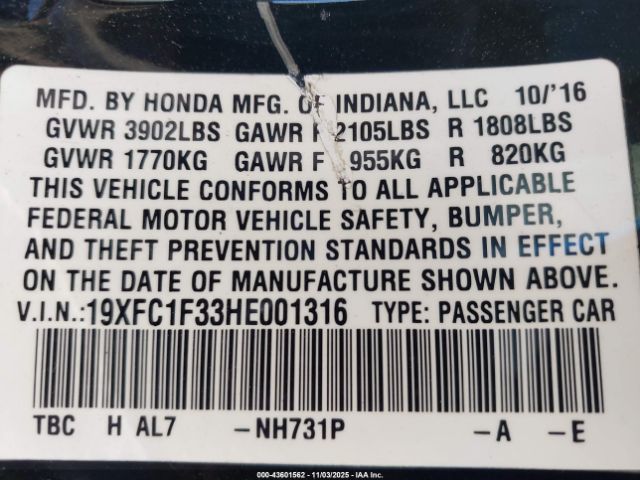 MFD. BY HONDA MFG. OF INDIANA, LLC 10/'16
GVWR 3902LBS GAWR F 2105LBS R 1808LBS
GVWR 1770KG GAWR F 955KG R 820KG
THIS VEHICLE CONFORMS TO ALL APPLICABLE
FEDERAL MOTOR VEHICLE SAFETY, BUMPER,
AND THEFT PREVENTION STANDARDS IN EFFECT
ON THE DATE OF MANUFACTURE SHOWN ABOVE.
V.I.N.:19XFC1F33HE001316 TYPE: PASSENGER CAR
TBC H AL7 -NH731P -A -E
000-43601562 - 11/03/2025 - IAA Inc.